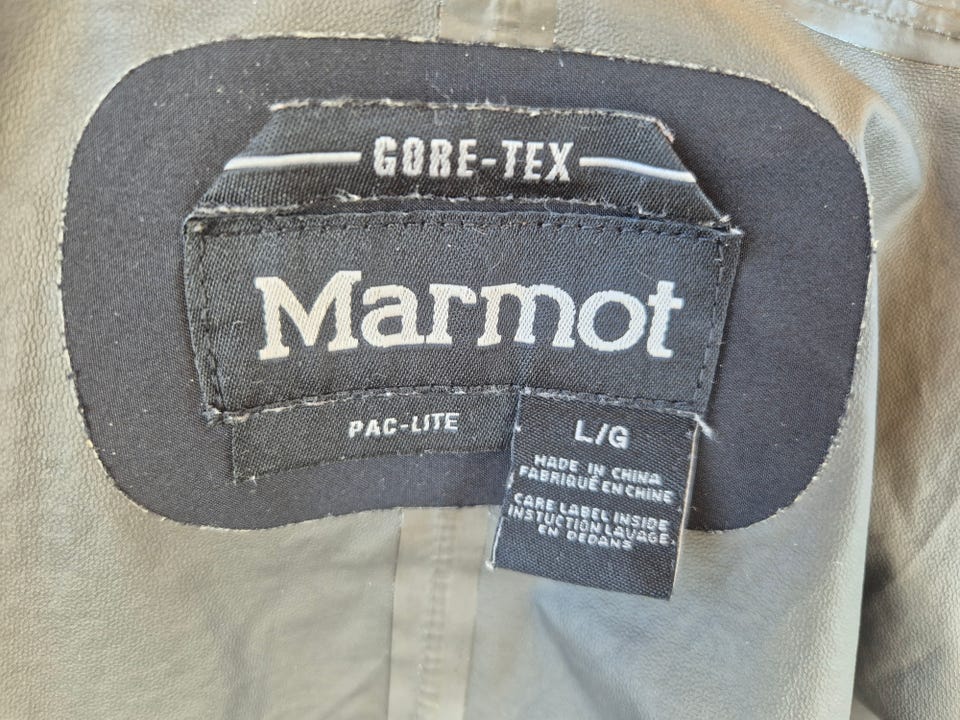 GORE-TEX
Marmot
PAC-LITE
L/G
MADE IN CHINA
FABRIQUÉ EN CHINE
CARE LABEL INSIDE
INSTUCTION LAVAGE
EN DEDANS